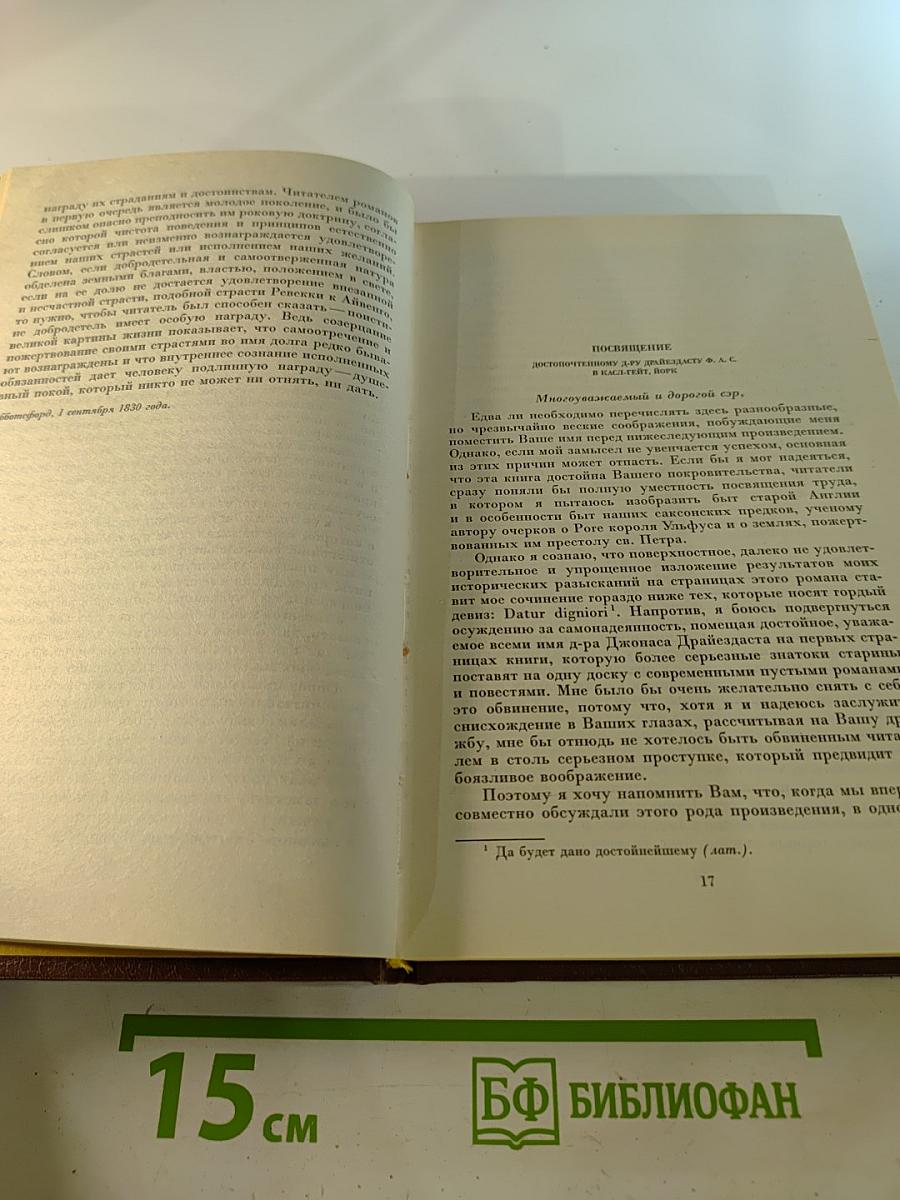 награду их страданиям и достоинствам. Читателем романов
в первую очередь является молодое поколение, и было бы
слишком опасно преподносить им роковую доктрину, согла-
сно которой чистота поведения и принципов естественно
согласуется или неизменно вознаграждается удовлетворе-
нием наших страстей или исполнением наших желаний.
Словом, если добродетельная и самоотверженная натура
обделена земными благами, властью, положением в свете,
если на ее долю не достается удовлетворение внезапной
и несчастной страсти, подобной страсти Ревекки к Айвенго,
то нужно, чтобы читатель был способен сказать — поисти-
не добродетель имеет особую награду. Ведь созерцание
великой картины жизни показывает, что самоотречение и
пожертвование своими страстями во имя долга редко быва-
ют вознаграждены и что внутреннее сознание исполненных
обязанностей дает человеку подлинную награду — душе-
вный покой, который никто не может ни отнять, ни дать.
бботсфорд, 1 сентября 1830 года.
ПОСВЯЩЕНИЕ
ДОСТОПОЧТЕННОМУ Д-РУ ДРАЙЕЗДАСТУ Ф. А. С.
В КАСЛ-ГЕЙТ, ЙОРК
Многоуважаемый и дорогой сэр,
Едва ли необходимо перечислять здесь разнообразные,
но чрезвычайно веские соображения, побуждающие меня
поместить Ваше имя перед нижеследующим произведением.
Однако, если мой замысел не увенчается успехом, основная
из этих причин может отпасть. Если бы я мог надеяться,
что эта книга достойна Вашего покровительства, читатели
сразу поняли бы полную уместность посвящения труда,
в котором я пытаюсь изобразить быт старой Англии
и в особенности быт наших саксонских предков, ученому
автору очерков о Роге короля Ульфуса и о землях, пожерт-
вованных им престолу св. Петра.
Однако я сознаю, что поверхностное, далеко не удовлет-
ворительное и упрощенное изложение результатов моих
исторических разысканий на страницах этого романа ста-
вит мое сочинение гораздо ниже тех, которые носят гордый
девиз: Datur digniori¹. Напротив, я боюсь подвергнуться
осуждению за самонадеянность, помещая достойное, уважа-
емое всеми имя д-ра Джонаса Драйездаста на первых стра-
ницах книги, которую более серьезные знатоки старины
поставят на одну доску с современными пустыми романами
и повестями. Мне было бы очень желательно снять с себ
это обвинение, потому что, хотя я и надеюсь заслужит
снисхождение в Ваших глазах, рассчитывая на Вашу др
жбу, мне бы отнюдь не хотелось быть обвиненным чита
лем в столь серьезном проступке, который предвидит
боязливое воображение.
Поэтому я хочу напомнить Вам, что, когда мы впер
совместно обсуждали этого рода произведения, в одно
¹ Да будет дано достойнейшему (лат.).
17
15 см
БФ БИБЛИОФАН